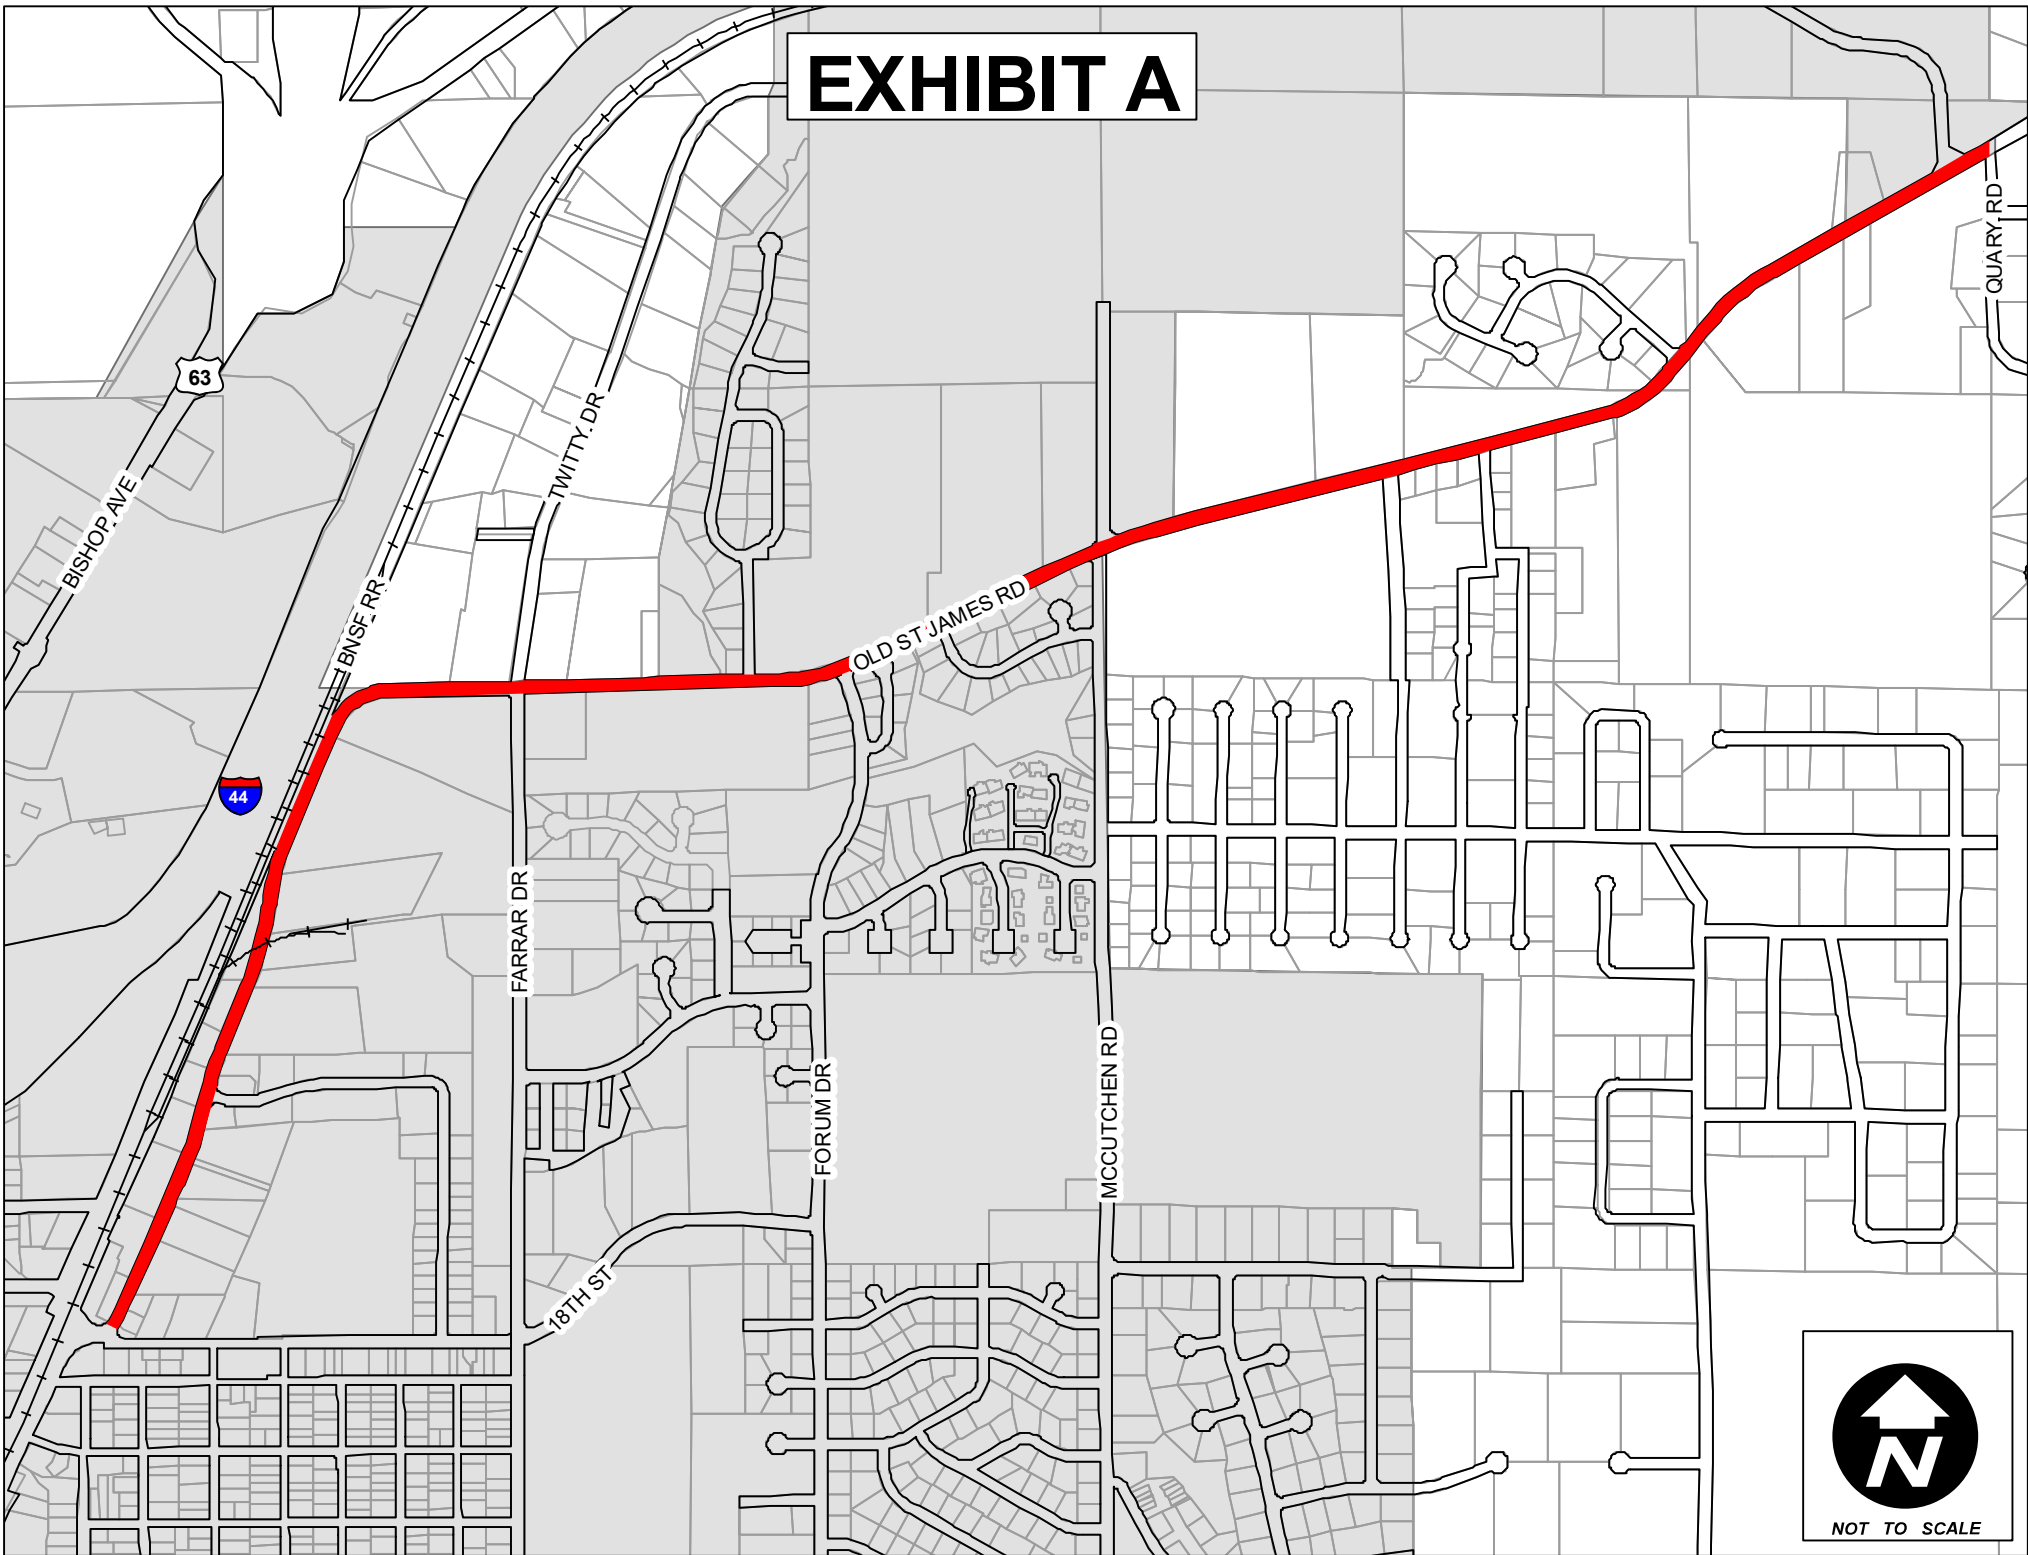 EXHIBIT A
QUARY RD
63
TWITTY DR
BISHOP AVE
BNSF RR
OLD ST JAMES RD
44
FARRAR DR
FORUM DR
MCCUTCHEN RD
18TH ST
N
NOT TO SCALE